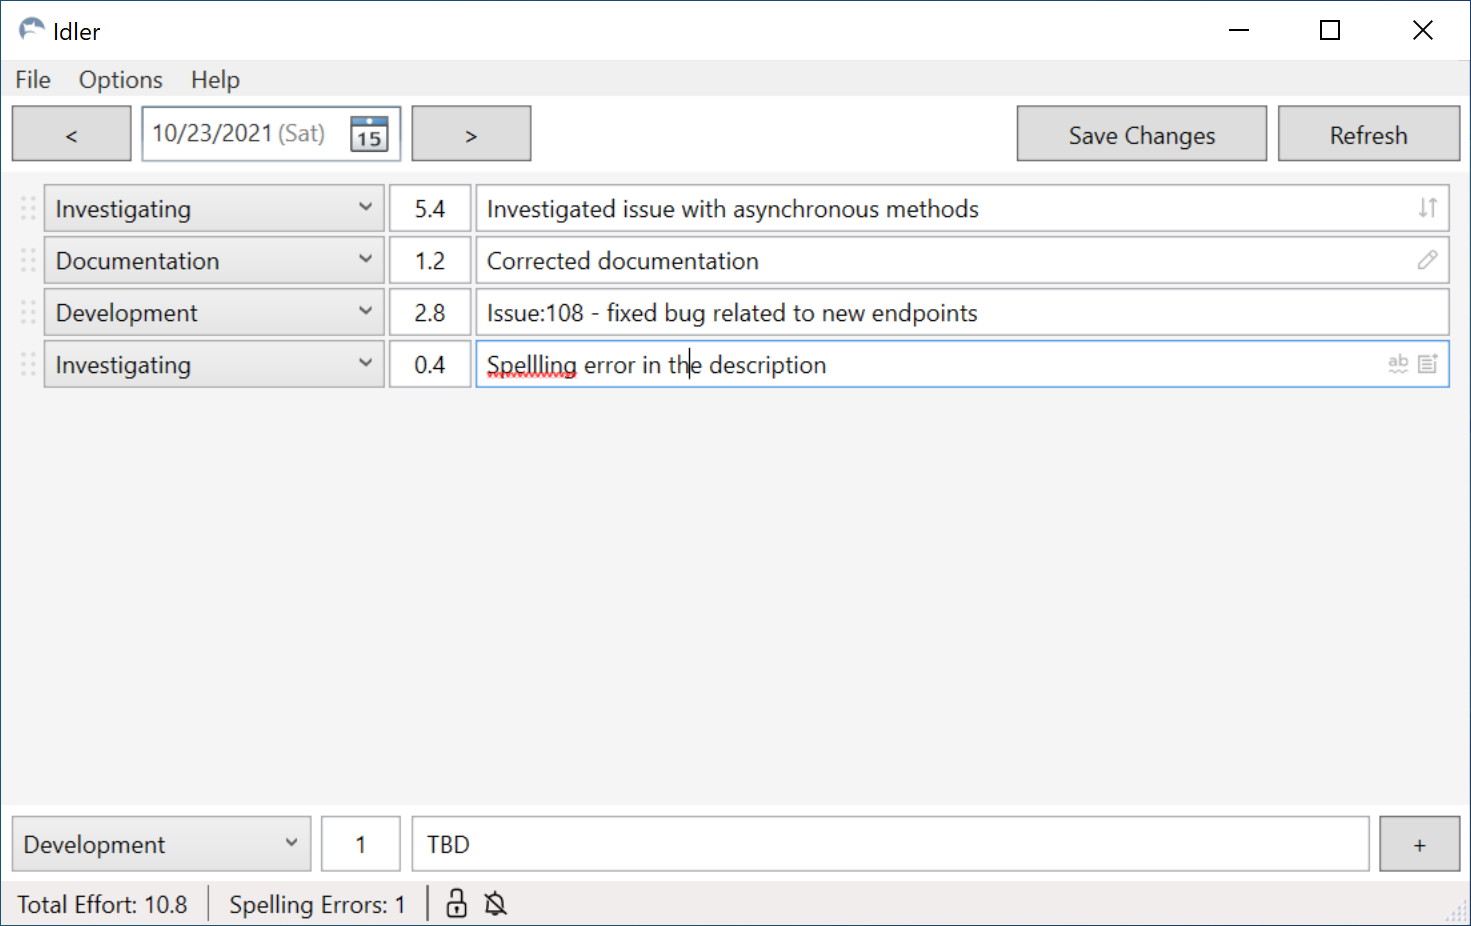 Idler
File Options Help
< 10/23/2021 (Sat) 15 > Save Changes Refresh
Investigating 5.4 Investigated issue with asynchronous methods
Documentation 1.2 Corrected documentation
Development 2.8 Issue:108 - fixed bug related to new endpoints
Investigating 0.4 Spellling error in the description ab
Development 1 TBD +
Total Effort: 10.8 Spelling Errors: 1